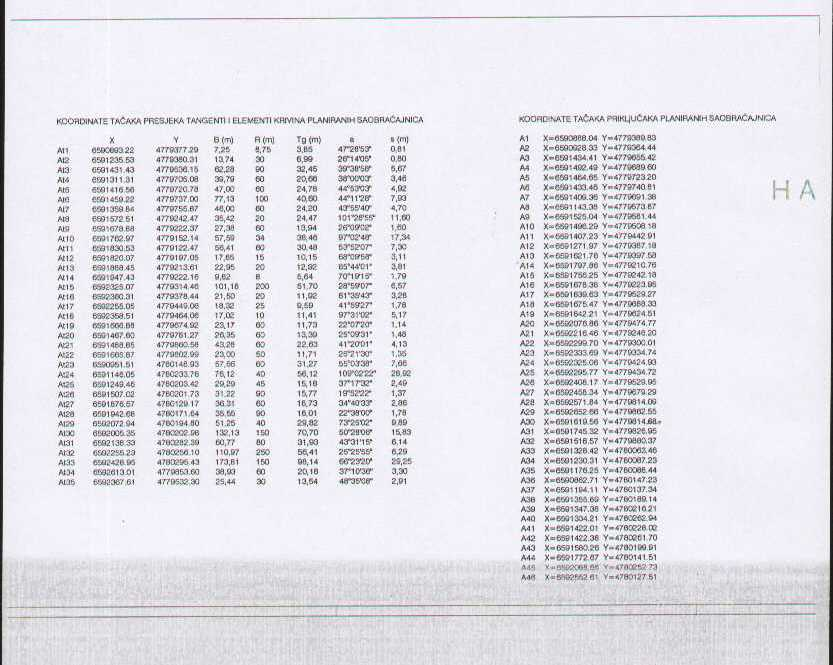 KOORDINATE TAČAKA PRESJEKA TANGENTI I ELEMENTI KRIVINA PLANIRANIH SAOBRAĆAJNICA
X Y B (m) R (m) Tg (m) a s (m)
At1 6590893.22 4779377.29 7,25 8,75 3,85 47°28'53" 0,81
At2 6591235.53 4779380.31 13,74 30 6,99 26°14'05" 0,80
At3 6591431.43 4779636.15 62,28 90 32,45 39°38'58" 5,67
At4 6591311.31 4779705.08 39,79 60 20,66 38°00'03" 3,46
At5 6591416.56 4779720.78 47,00 60 24,78 44°53'03" 4,92
At6 6591459.22 4779737.00 77,13 100 40,60 44°11'28" 7,93
At7 6591359.84 4779755.87 46,00 60 24,20 43°55'40" 4,70
At8 6591572.51 4779242.47 35,42 20 24,47 101°28'55" 11,60
At9 6591678.68 4779222.37 27,38 60 13,94 26°09'02" 1,60
At10 6591762.97 4779152.14 57,59 34 38,46 97°02'48" 17,34
At11 6591830.53 4779122.47 56,41 60 30,48 53°52'07" 7,30
At12 6591820.07 4779197.05 17,85 15 10,15 68°09'58" 3,11
At13 6591868.45 4779213.61 22,95 20 12,92 65°44'01" 3,81
At14 6591947.43 4779222.16 9,82 8 5,64 70°19'15" 1,79
At15 6592325.07 4779314.46 101,18 200 51,70 28°59'07" 6,57
At16 6592380.31 4779378.44 21,50 20 11,92 61°35'43" 3,28
At17 6592255.05 4779449.08 18,32 25 9,59 41°59'27" 1,78
At18 6592358.51 4779464.06 17,02 10 11,41 97°31'02" 5,17
At19 6591666.88 4779674.92 23,17 60 11,73 22°07'20" 1,14
At20 6591467.60 4779761.27 26,35 60 13,39 25°09'31" 1,48
At21 6591488.65 4779860.58 43,28 60 22,63 41°20'01" 4,13
At22 6591665.87 4779802.99 23,00 50 11,71 26°21'30" 1,35
At23 6590951.51 4780148.93 57,66 60 31,27 55°03'38" 7,66
At24 6591148.05 4780233.76 76,12 40 56,12 109°02'22" 28,92
At25 6591249.46 4780203.42 29,29 45 15,18 37°17'32" 2,49
At26 6591507.02 4780201.73 31,22 90 15,77 19°52'22" 1,37
At27 6591676.57 4780129.17 36,31 60 16,73 34°40'33" 2,86
At28 6591942.68 4780171.64 35,55 90 16,01 22°38'00" 1,78
At29 6592072.94 4780194.80 51,25 40 29,82 73°25'02" 9,89
At30 6592005.35 4780202.96 132,13 150 70,70 50°28'06" 15,83
At31 6592138.33 4780282.39 60,77 80 31,93 43°31'15" 6,14
At32 6592255.23 4780256.10 110,97 250 56,41 25°25'55" 6,29
At33 6592428.95 4780295.43 173,81 150 98,14 66°23'20" 29,25
At34 6592613.01 4779853.60 38,93 60 20,18 37°10'36" 3,30
At35 6592367.61 4779532.30 25,44 30 13,54 48°35'08" 2,91
KOORDINATE TAČAKA PRIKLJUČAKA PLANIRANIH SAOBRAĆAJNICA
A1 X=6590888.04 Y=4779389.83
A2 X=6590928.33 Y=4779364.44
A3 X=6591434.41 Y=4779655.42
A4 X=6591492.49 Y=4779689.60
A5 X=6591464.65 Y=4779723.20
A6 X=6591433.46 Y=4779740.81
A7 X=6591409.36 Y=4779691.38
A8 X=6591143.38 Y=4779573.67
A9 X=6591525.04 Y=4779561.44
A10 X=6591496.29 Y=4779508.18
A11 X=6591407.23 Y=4779442.91
A12 X=6591271.97 Y=4779367.18
A13 X=6591621.76 Y=4779397.58
A14 X=6591797.86 Y=4779210.76
A15 X=6591755.25 Y=4779242.18
A16 X=6591678.38 Y=4779223.95
A17 X=6591639.63 Y=4779529.27
A18 X=6591675.47 Y=4779688.33
A19 X=6591642.21 Y=4779624.51
A20 X=6592076.86 Y=4779474.77
A21 X=6592216.46 Y=4779246.20
A22 X=6592299.70 Y=4779300.01
A23 X=6592333.69 Y=4779334.74
A24 X=6592325.06 Y=4779424.93
A25 X=6592295.77 Y=4779434.72
A26 X=6592408.17 Y=4779529.95
A27 X=6592458.34 Y=4779679.29
A28 X=6592571.84 Y=4779814.09
A29 X=6592652.66 Y=4779862.55
A30 X=6591619.56 Y=4779814.68
A31 X=6591745.32 Y=4779826.95
A32 X=6591516.57 Y=4779880.37
A33 X=6591328.42 Y=4780063.46
A34 X=6591230.31 Y=4780087.23
A35 X=6591176.25 Y=4780086.44
A36 X=6590862.71 Y=4780147.23
A37 X=6591194.11 Y=4780137.34
A38 X=6591355.69 Y=4780189.14
A39 X=6591347.38 Y=4780216.21
A40 X=6591334.21 Y=4780262.94
A41 X=6591422.01 Y=4780228.02
A42 X=6591422.38 Y=4780261.70
A43 X=6591580.26 Y=4780199.91
A44 X=6591772.67 Y=4780141.51
A45 X=6592068.56 Y=4780252.73
A46 X=6592552.61 Y=4780127.51
HA